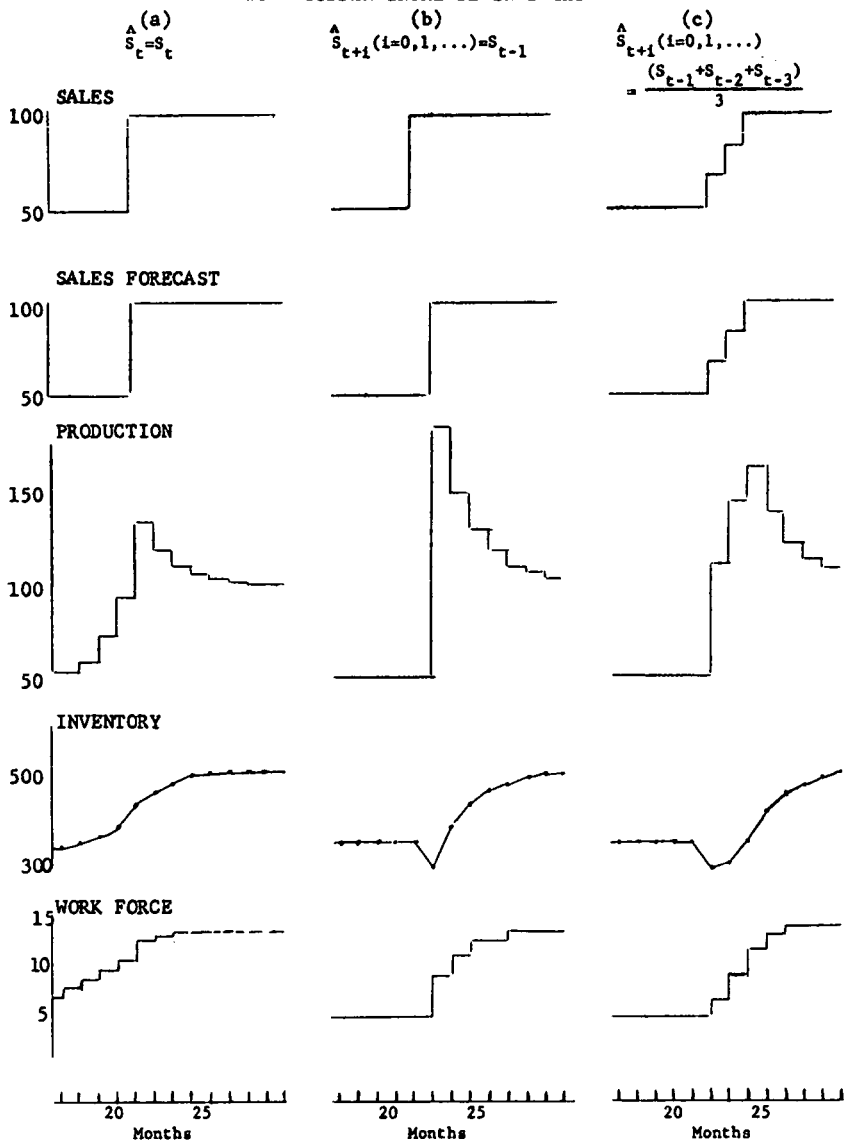 (a) (b) (c)
Ŝt=St Ŝt+i(i=0,1,...)=St-1 Ŝt+i(i=0,1,...)
= (St-1+St-2+St-3)
3
SALES
100
50
SALES FORECAST
100
50
PRODUCTION
150
100
50
INVENTORY
500
300
WORK FORCE
15
10
5
20 25 20 25 20 25
Months Months Months